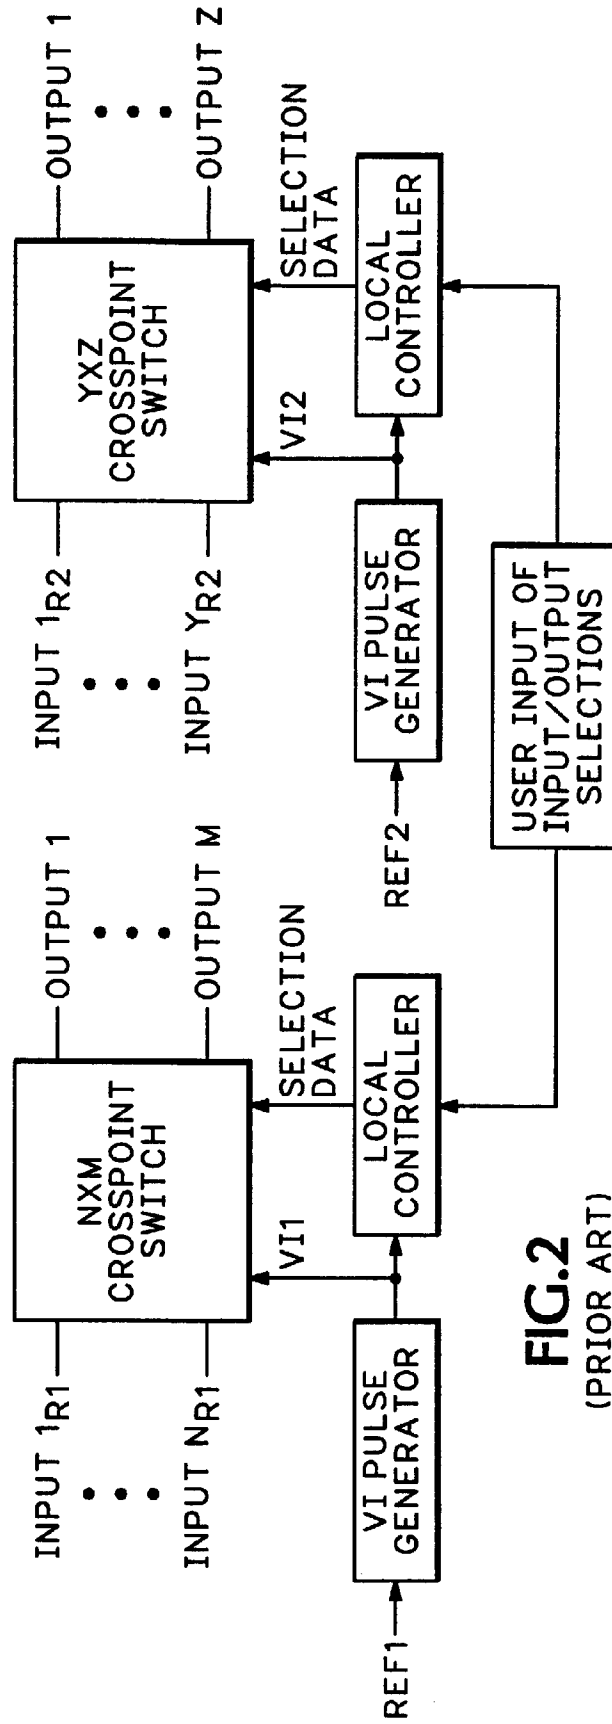 INPUT 1R1
INPUT NR1
NXM
CROSSPOINT
SWITCH
OUTPUT 1
OUTPUT M
VI1
SELECTION
DATA
REF1
VI PULSE
GENERATOR
LOCAL
CONTROLLER
INPUT 1R2
INPUT YR2
YXZ
CROSSPOINT
SWITCH
OUTPUT 1
OUTPUT Z
VI2
SELECTION
DATA
REF2
VI PULSE
GENERATOR
LOCAL
CONTROLLER
USER INPUT OF
INPUT/OUTPUT
SELECTIONS
FIG.2
(PRIOR ART)